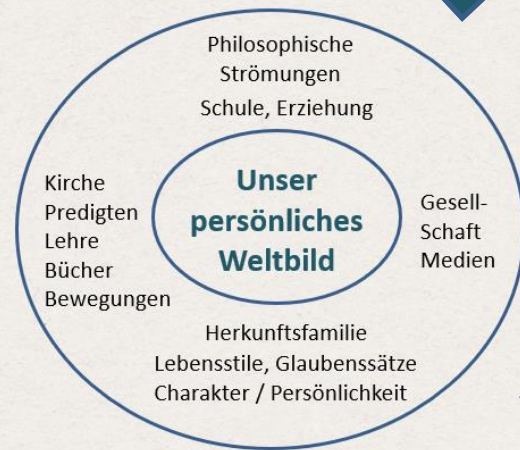 Philosophische
Strömungen
Schule, Erziehung
Kirche
Predigten
Lehre
Bücher
Bewegungen
Unser
persönliches
Weltbild
Gesell-
Schaft
Medien
Herkunftsfamilie
Lebensstile, Glaubenssätze
Charakter / Persönlichkeit